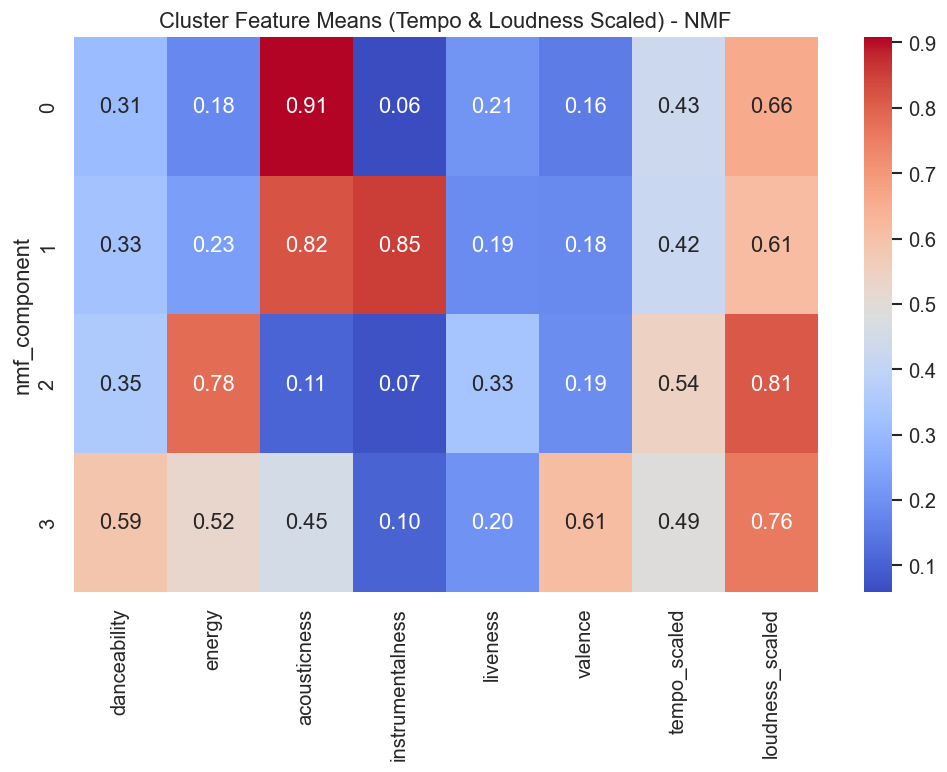 Cluster Feature Means (Tempo & Loudness Scaled) - NMF
nmf_component
0
0.31 0.18 0.91 0.06 0.21 0.16 0.43 0.66
1
0.33 0.23 0.82 0.85 0.19 0.18 0.42 0.61
2
0.35 0.78 0.11 0.07 0.33 0.19 0.54 0.81
3
0.59 0.52 0.45 0.10 0.20 0.61 0.49 0.76
danceability
energy
acousticness
instrumentalness
liveness
valence
tempo_scaled
loudness_scaled
0.9
0.8
0.7
0.6
0.5
0.4
0.3
0.2
0.1